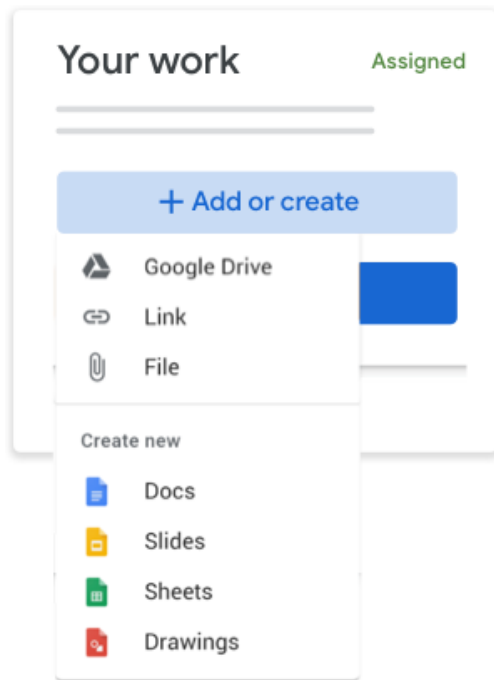 Your work
Assigned
+ Add or create
Google Drive
Link
File
Create new
Docs
Slides
Sheets
Drawings